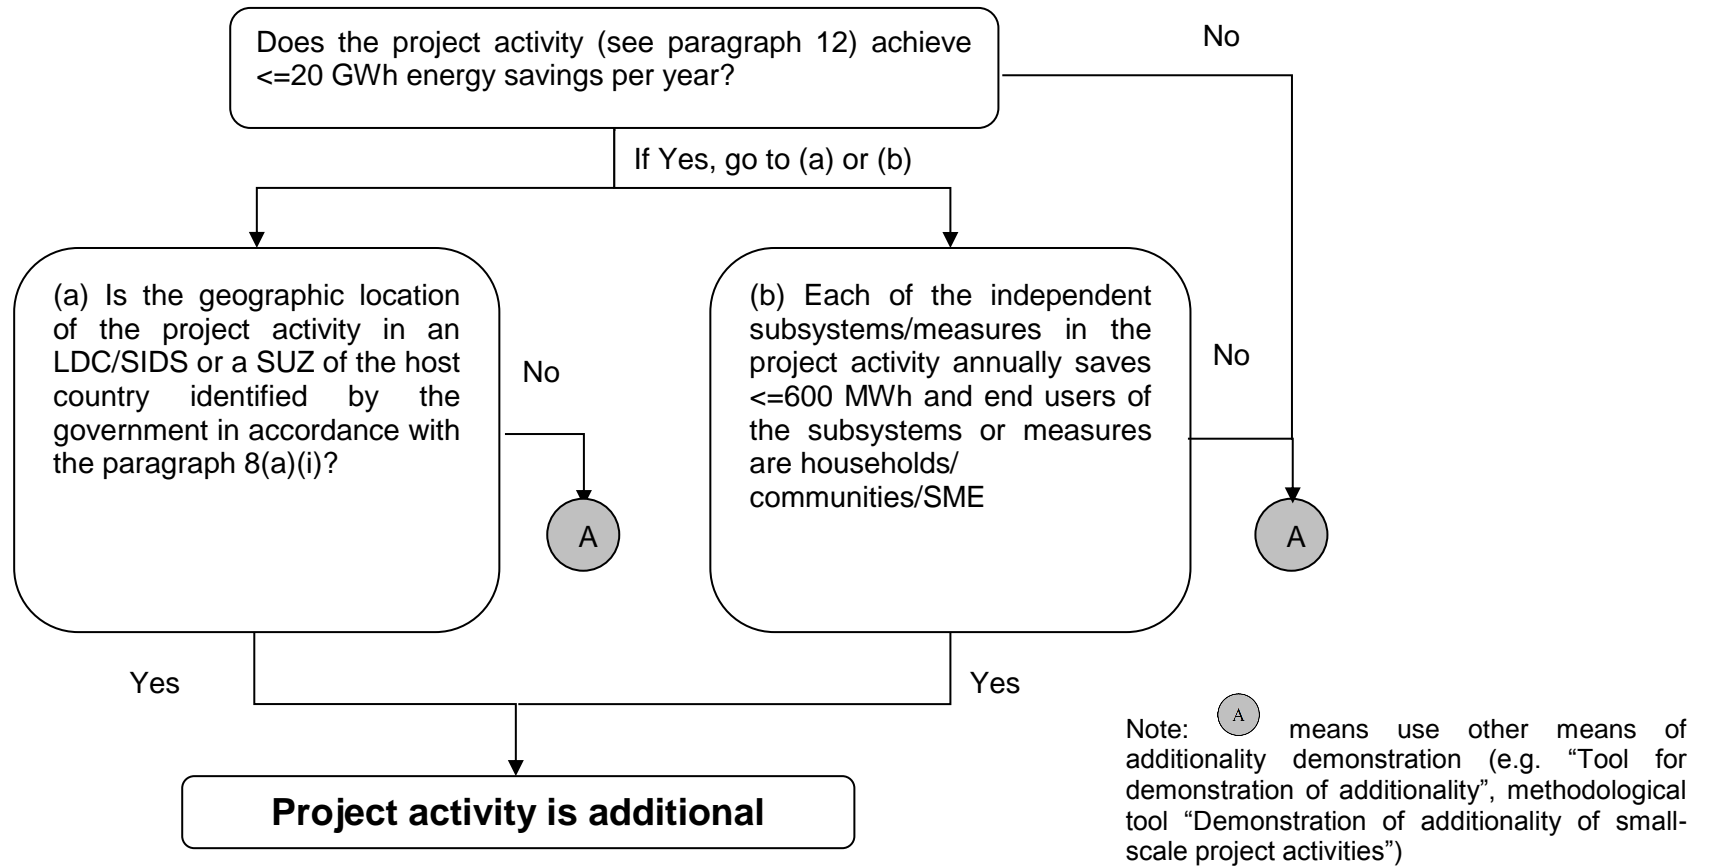 Does the project activity (see paragraph 12) achieve
<=20 GWh energy savings per year?
No
If Yes, go to (a) or (b)
(a) Is the geographic location
of the project activity in an
LDC/SIDS or a SUZ of the host
country identified by the
government in accordance with
the paragraph 8(a)(i)?
No
A
(b) Each of the independent
subsystems/measures in the
project activity annually saves
<=600 MWh and end users of
the subsystems or measures
are households/
communities/SME
No
A
Yes
Yes
Project activity is additional
Note: A means use other means of
additionality demonstration (e.g. “Tool for
demonstration of additionality”, methodological
tool “Demonstration of additionality of small-
scale project activities”)